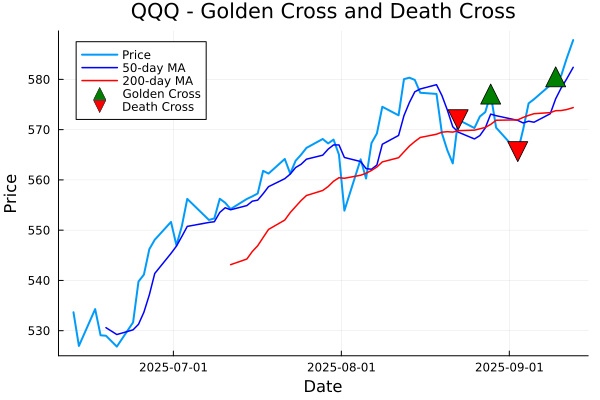 QQQ - Golden Cross and Death Cross
Price
50-day MA
200-day MA
Golden Cross
Death Cross
580
570
560
550
540
530
Price
2025-07-01
2025-08-01
2025-09-01
Date